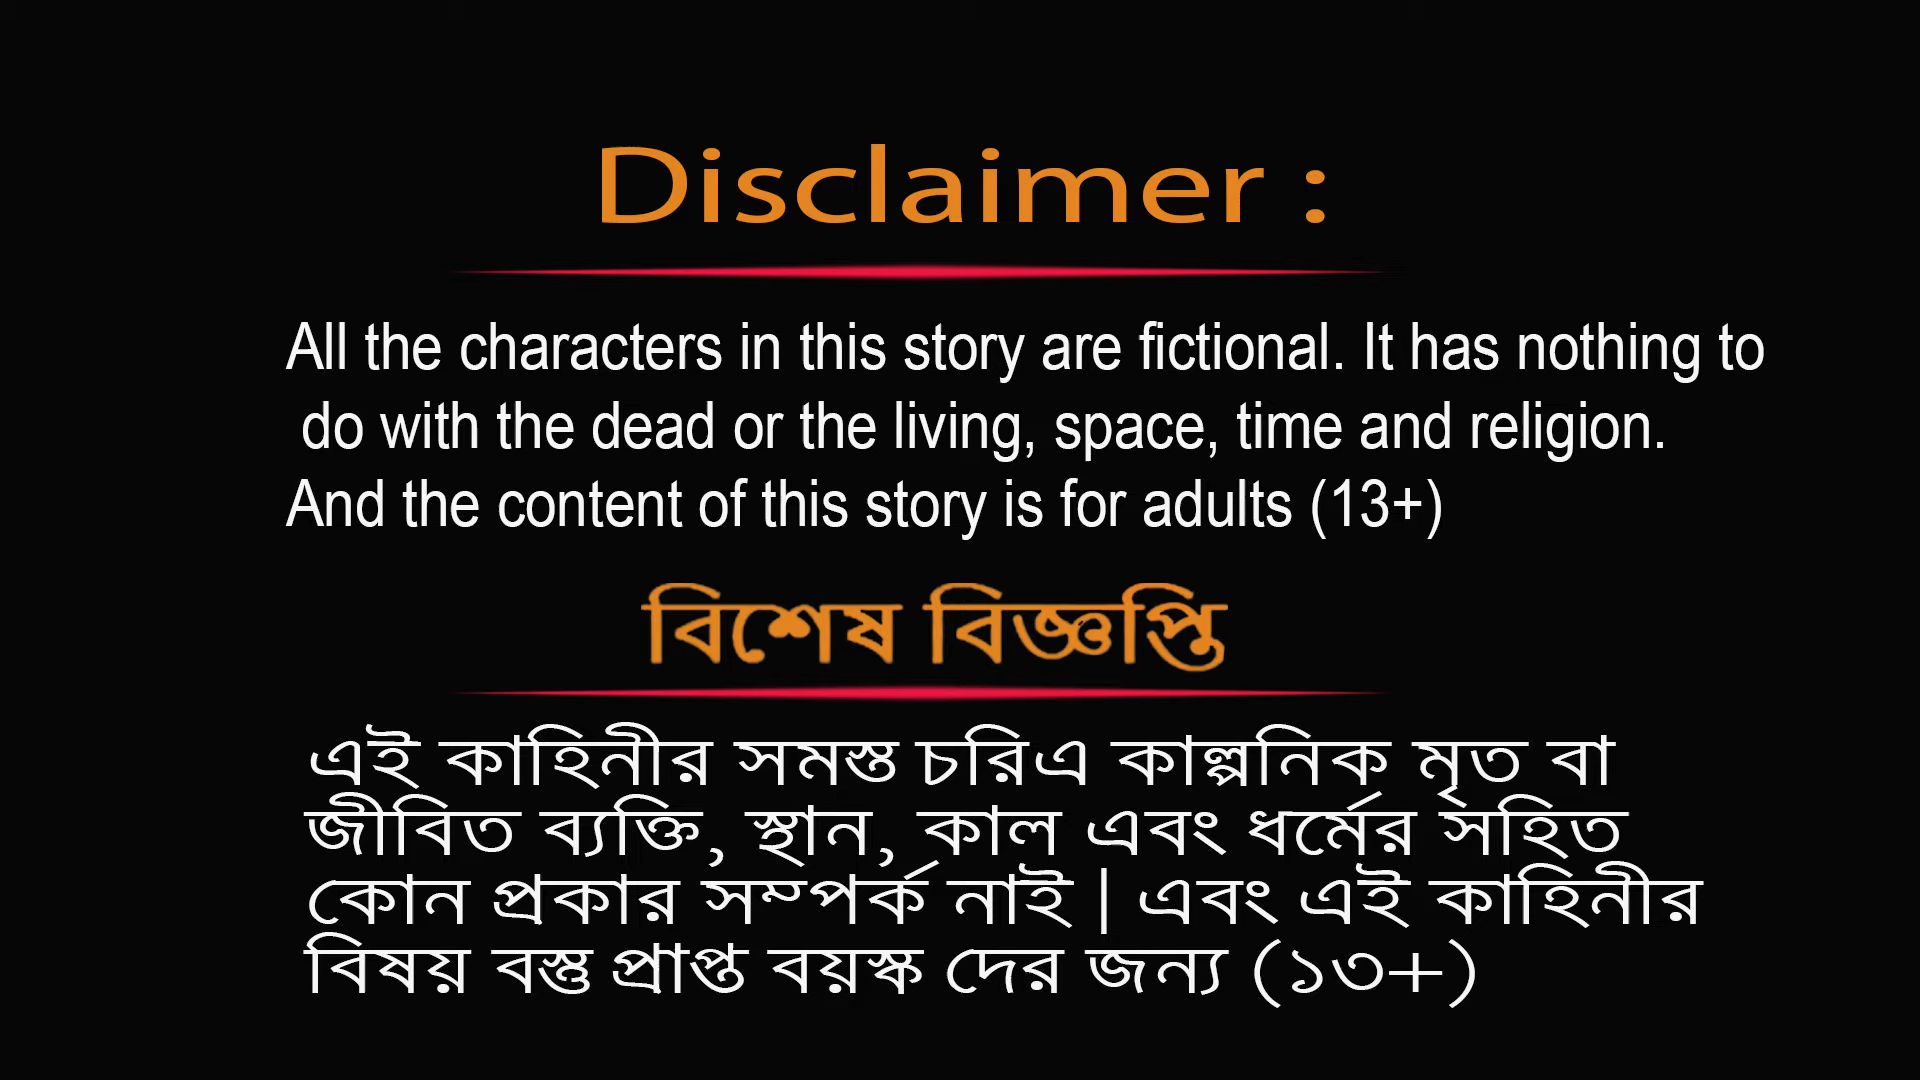 Disclaimer :
All the characters in this story are fictional. It has nothing to
do with the dead or the living, space, time and religion.
And the content of this story is for adults (13+)
বিশেষ বিজ্ঞপ্তি
এই কাহিনীর সমস্ত চরিএ কাল্পনিক মৃত বা
জীবিত ব্যক্তি, স্থান, কাল এবং ধর্মের সহিত
কোন প্রকার সম্পর্ক নাই | এবং এই কাহিনীর
বিষয় বস্তু প্রাপ্ত বয়স্ক দের জন্য (১৩+)